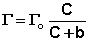 Γ = Γ₀ C / (C + b)